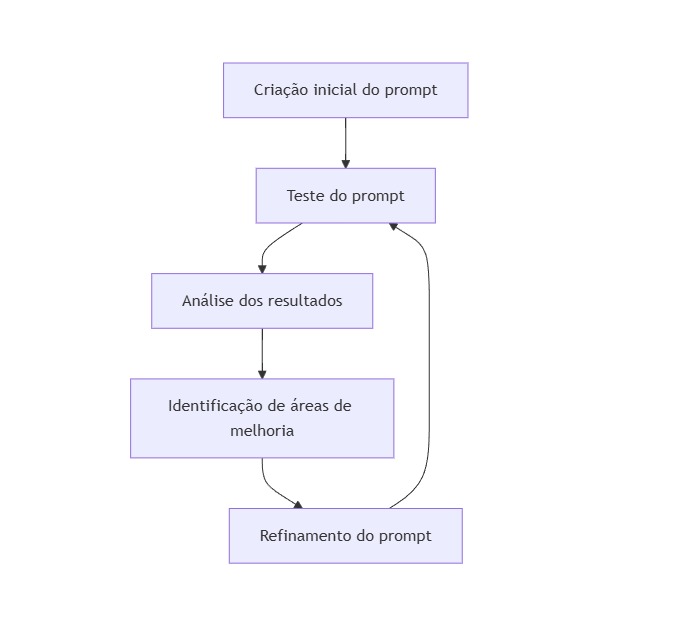 Criação inicial do prompt
Teste do prompt
Análise dos resultados
Identificação de áreas de
melhoria
Refinamento do prompt